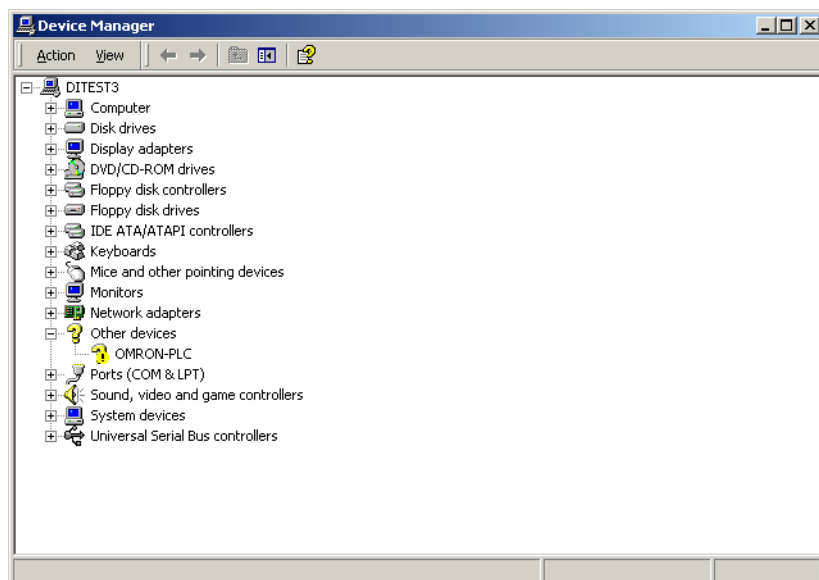 Device Manager
Action View
DITEST3
Computer
Disk drives
Display adapters
DVD/CD-ROM drives
Floppy disk controllers
Floppy disk drives
IDE ATA/ATAPI controllers
Keyboards
Mice and other pointing devices
Monitors
Network adapters
Other devices
OMRON-PLC
Ports (COM & LPT)
Sound, video and game controllers
System devices
Universal Serial Bus controllers